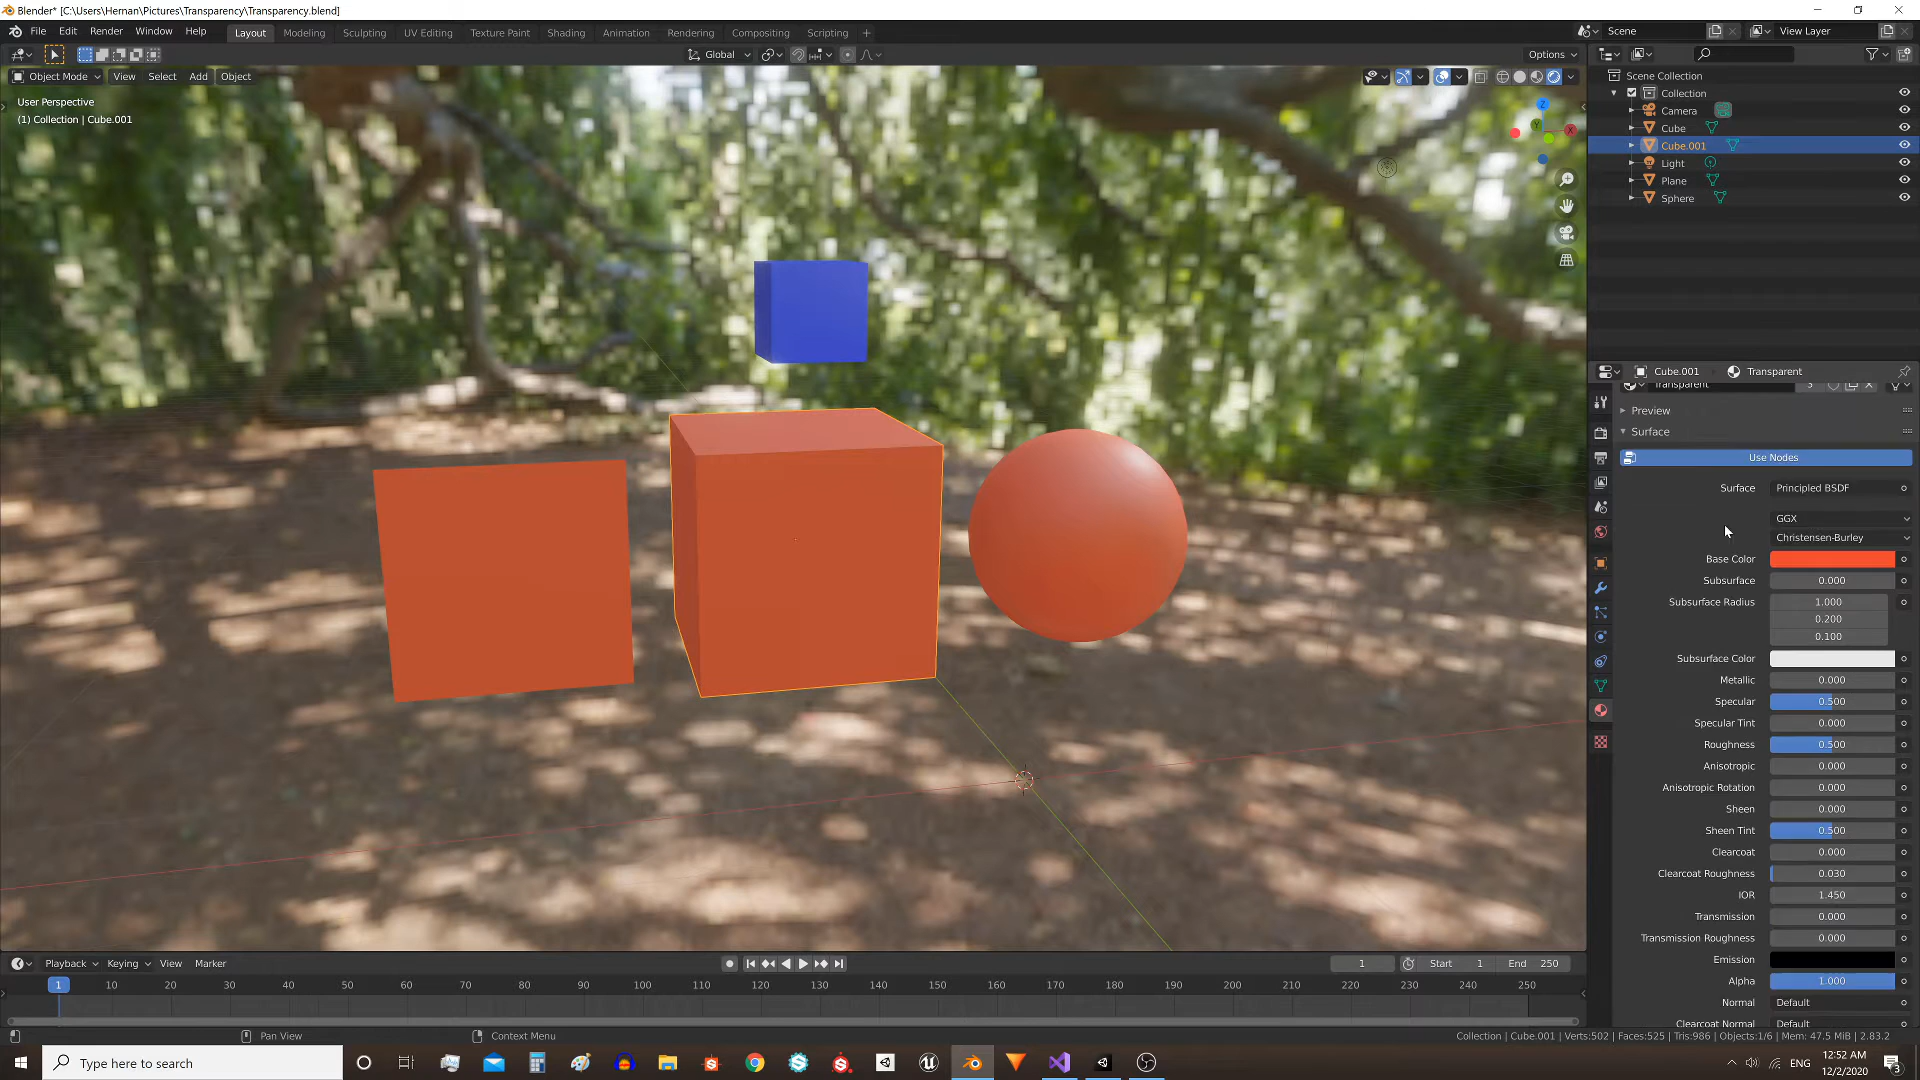 Blender* [C:\Users\Hernan\Pictures\Transparency\Transparency.blend]
File Edit Render Window Help
Layout Modeling Sculpting UV Editing Texture Paint Shading Animation Rendering Compositing Scripting +
Scene
View Layer
Global
Options
Object Mode View Select Add Object
User Perspective
(1) Collection | Cube.001
Z
Y
X
Scene Collection
Collection
Camera
Cube
Cube.001
Light
Plane
Sphere
Cube.001 Transparent
Transparent 3
Preview
Surface
Use Nodes
Surface Principled BSDF
GGX
Christensen-Burley
Base Color
Subsurface 0.000
Subsurface Radius 1.000
0.200
0.100
Subsurface Color
Metallic 0.000
Specular 0.500
Specular Tint 0.000
Roughness 0.500
Anisotropic 0.000
Anisotropic Rotation 0.000
Sheen 0.000
Sheen Tint 0.500
Clearcoat 0.000
Clearcoat Roughness 0.030
IOR 1.450
Transmission 0.000
Transmission Roughness 0.000
Emission
Alpha 1.000
Normal Default
Clearcoat Normal Default
Playback Keying View Marker
1 Start 1 End 250
1 10 20 30 40 50 60 70 80 90 100 110 120 130 140 150 160 170 180 190 200 210 220 230 240 250
Pan View Context Menu
Collection | Cube.001 | Verts:502 | Faces:525 | Tris:986 | Objects:1/6 | Mem: 47.5 MiB | 2.83.2
Type here to search
ENG
12:52 AM
12/2/2020
3